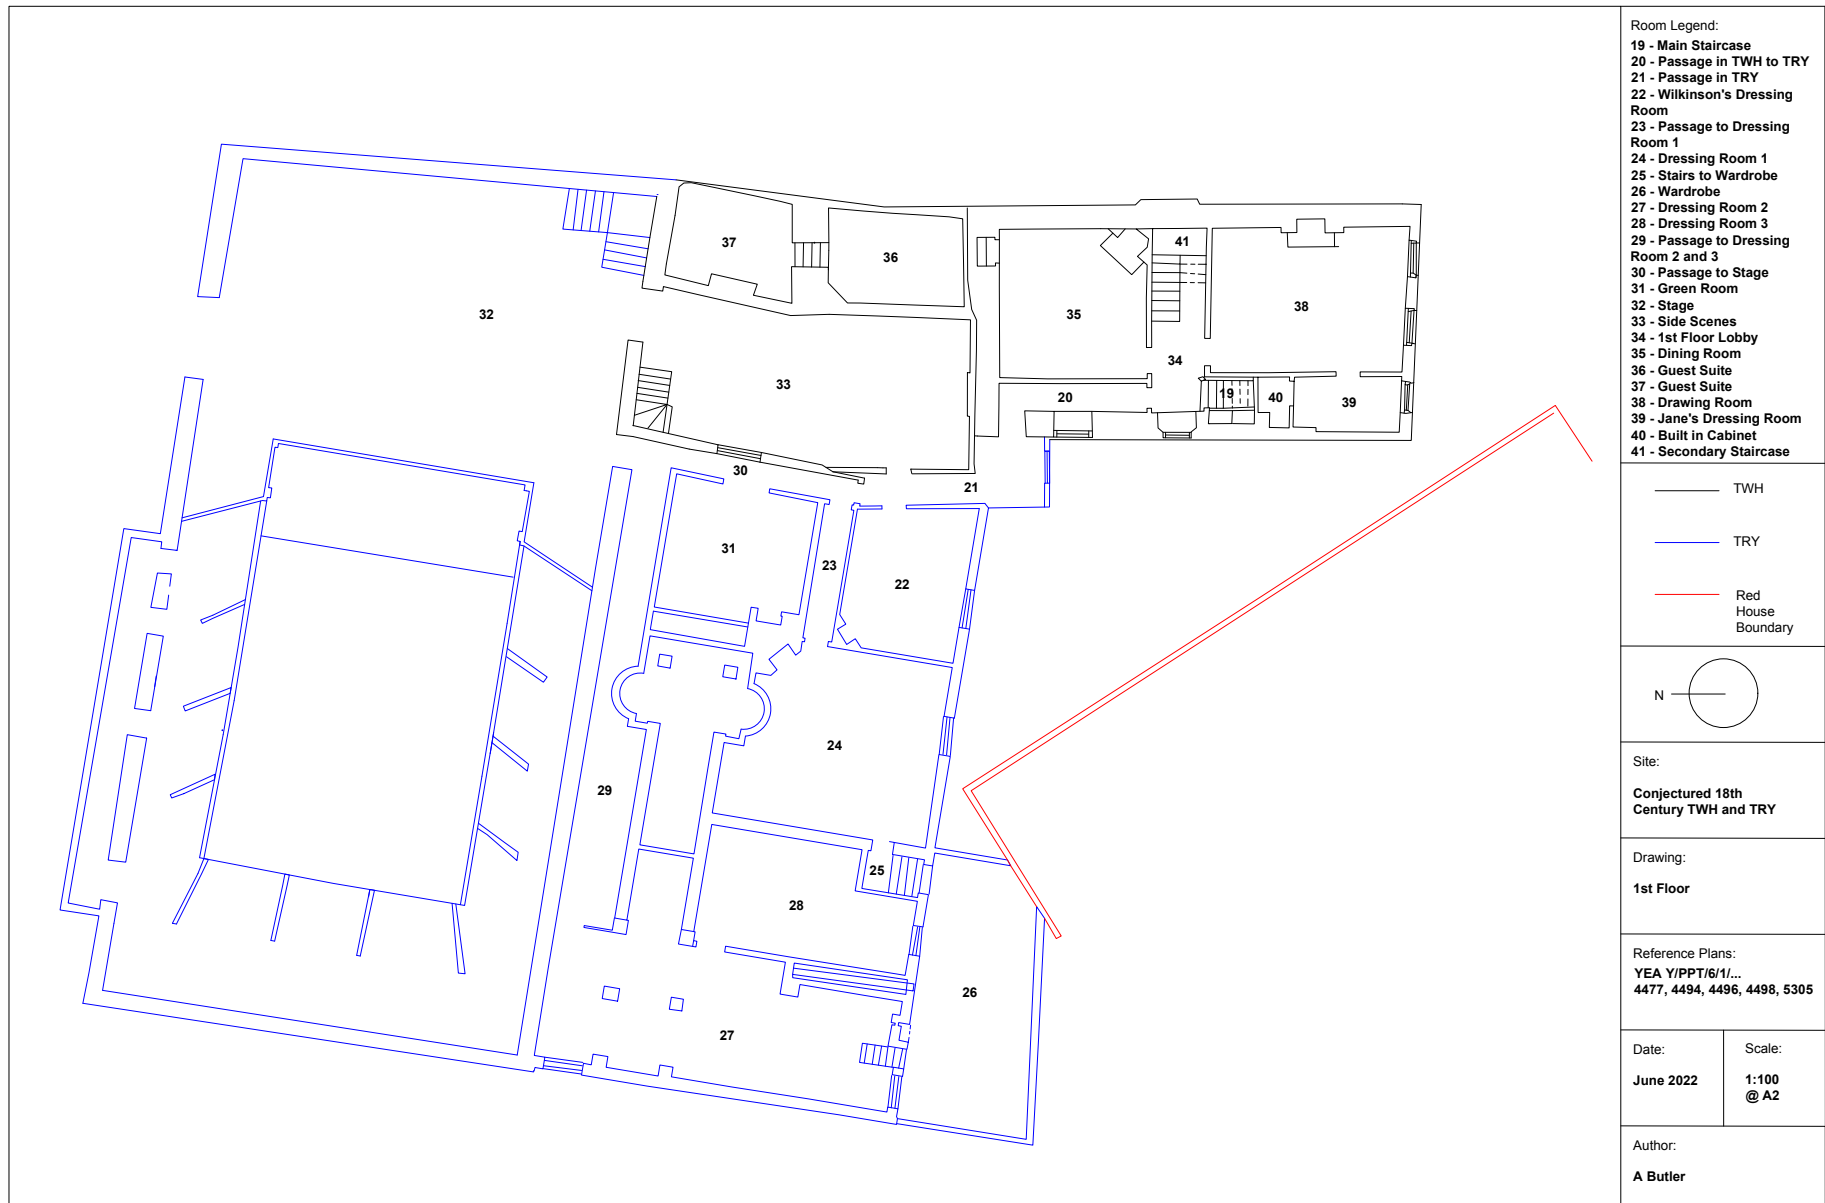 Room Legend:
19 - Main Staircase
20 - Passage in TWH to TRY
21 - Passage in TRY
22 - Wilkinson's Dressing
Room
23 - Passage to Dressing
Room 1
24 - Dressing Room 1
25 - Stairs to Wardrobe
26 - Wardrobe
27 - Dressing Room 2
28 - Dressing Room 3
29 - Passage to Dressing
Room 2 and 3
30 - Passage to Stage
31 - Green Room
32 - Stage
33 - Side Scenes
34 - 1st Floor Lobby
35 - Dining Room
36 - Guest Suite
37 - Guest Suite
38 - Drawing Room
39 - Jane's Dressing Room
40 - Built in Cabinet
41 - Secondary Staircase
TWH
TRY
Red
House
Boundary
N
Site:
Conjectured 18th
Century TWH and TRY
Drawing:
1st Floor
Reference Plans:
YEA Y/PPT/6/1/...
4477, 4494, 4496, 4498, 5305
Date:
June 2022
Scale:
1:100
@ A2
Author:
A Butler
37
36
41
32
35
38
34
33
20
19
40
39
30
21
31
23
22
24
29
25
28
26
27